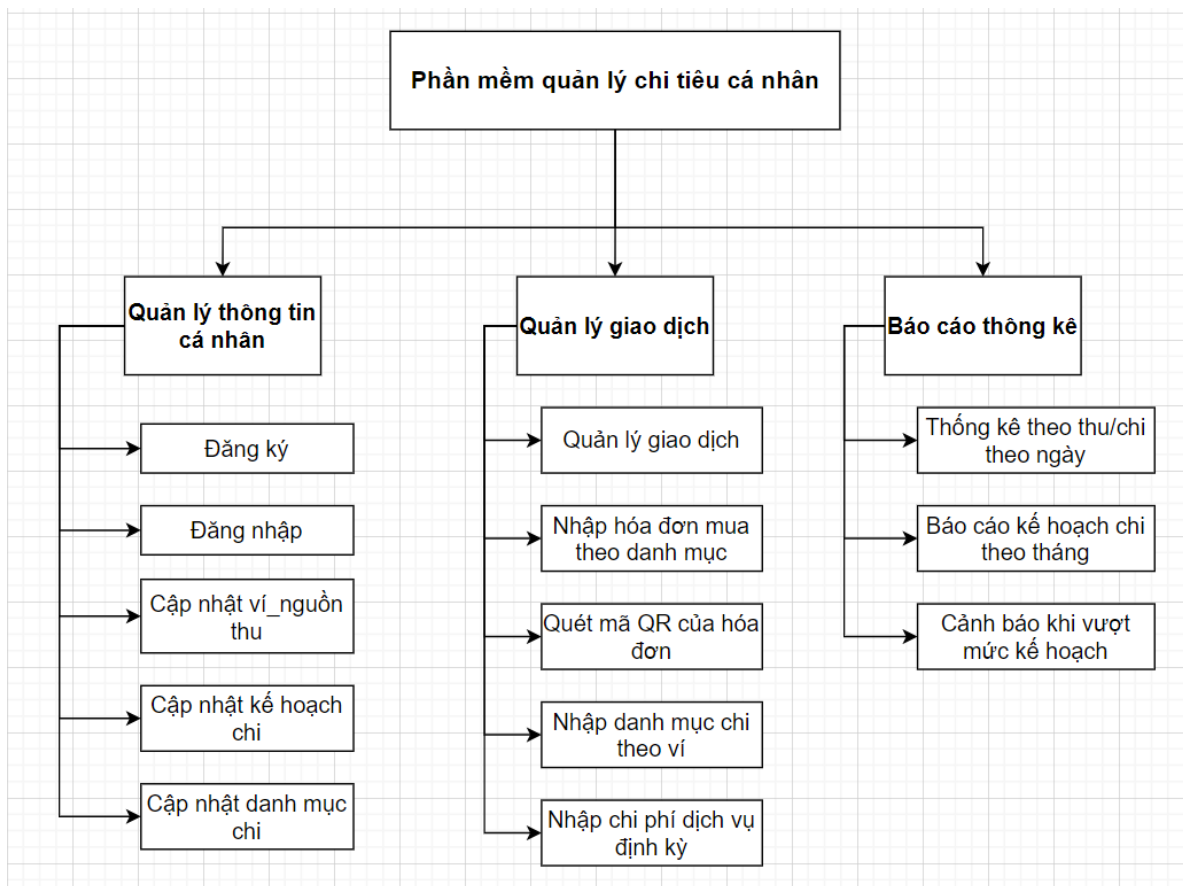 Phần mềm quản lý chi tiêu cá nhân
Quản lý thông tin
cá nhân
Đăng ký
Đăng nhập
Cập nhật ví_nguồn
thu
Cập nhật kế hoạch
chi
Cập nhật danh mục
chi
Quản lý giao dịch
Quản lý giao dịch
Nhập hóa đơn mua
theo danh mục
Quét mã QR của hóa
đơn
Nhập danh mục chi
theo ví
Nhập chi phí dịch vụ
định kỳ
Báo cáo thông kê
Thống kê theo thu/chi
theo ngày
Báo cáo kế hoạch chi
theo tháng
Cảnh báo khi vượt
mức kế hoạch